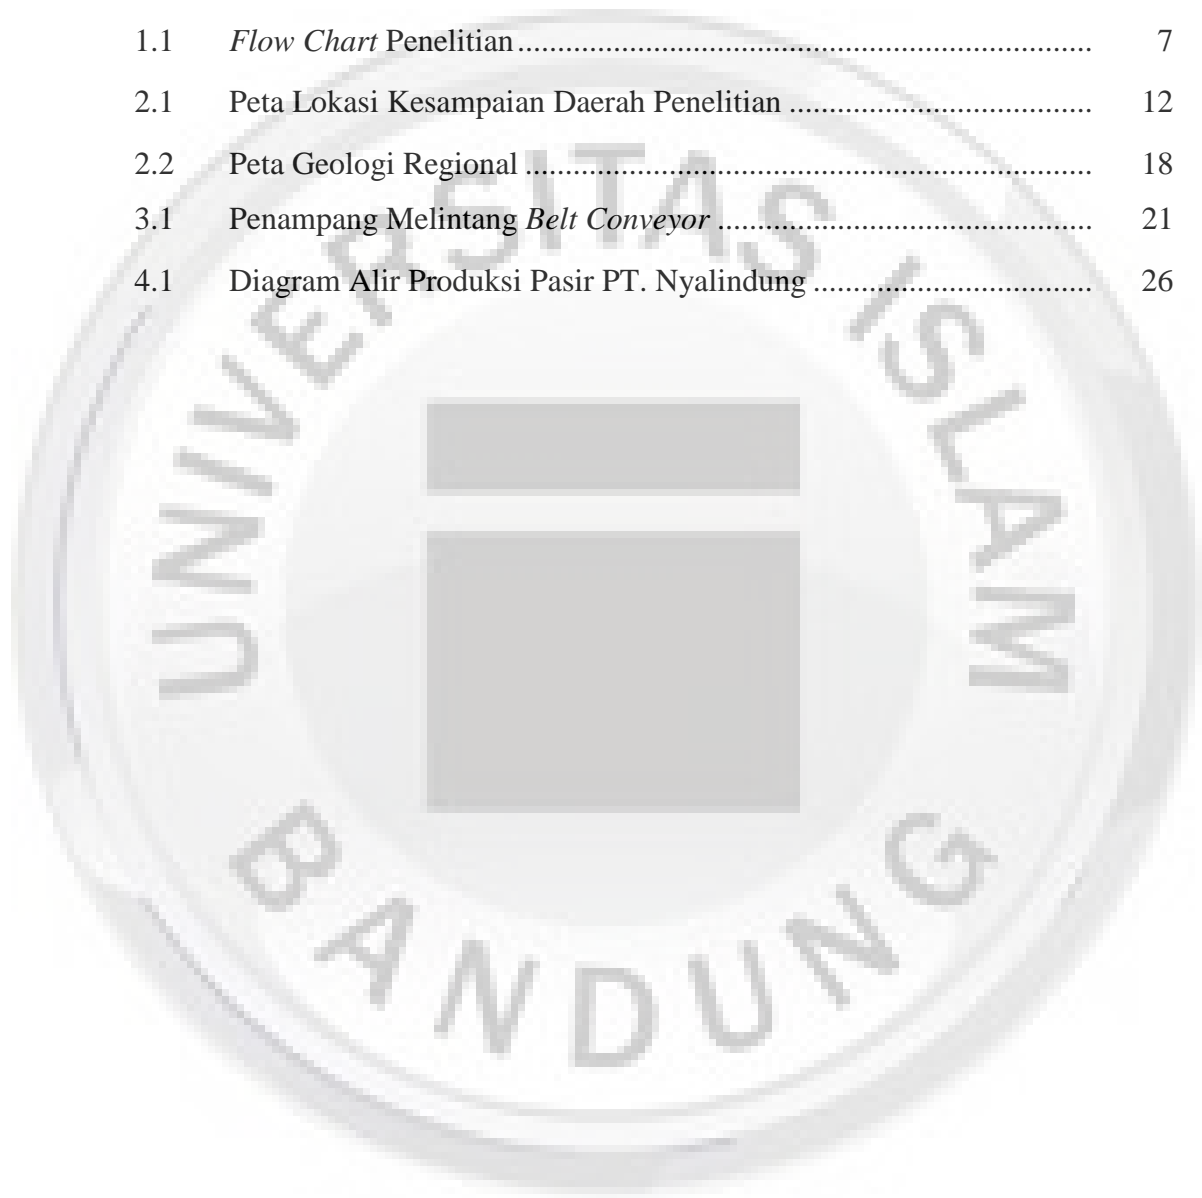 1.1 Flow Chart Penelitian........................................................................ 7
2.1 Peta Lokasi Kesampaian Daerah Penelitian ...................................... 12
2.2 Peta Geologi Regional ....................................................................... 18
3.1 Penampang Melintang Belt Conveyor ............................................... 21
4.1 Diagram Alir Produksi Pasir PT. Nyalindung ................................... 26
UNIVERSITAS ISLAM
BANDUNG